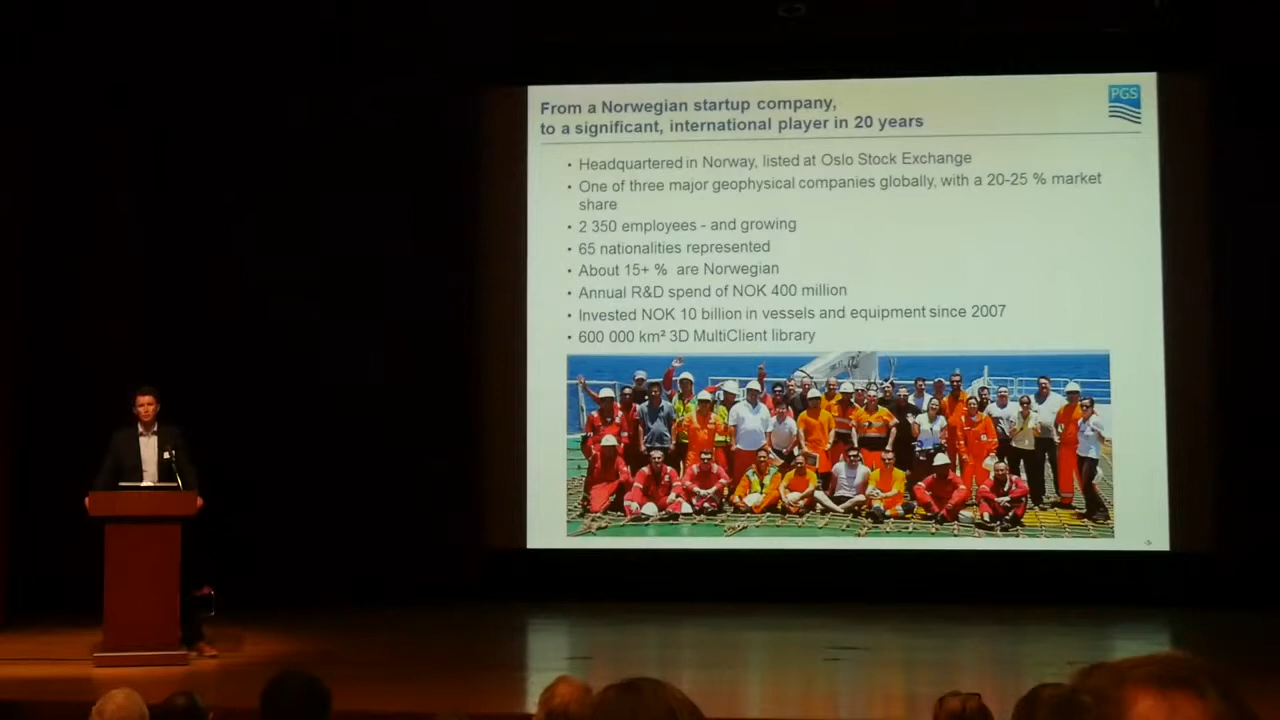 From a Norwegian startup company,
to a significant, international player in 20 years
PGS
• Headquartered in Norway, listed at Oslo Stock Exchange
• One of three major geophysical companies globally, with a 20-25 % market
share
• 2 350 employees - and growing
• 65 nationalities represented
• About 15+ % are Norwegian
• Annual R&D spend of NOK 400 million
• Invested NOK 10 billion in vessels and equipment since 2007
• 600 000 km² 3D MultiClient library